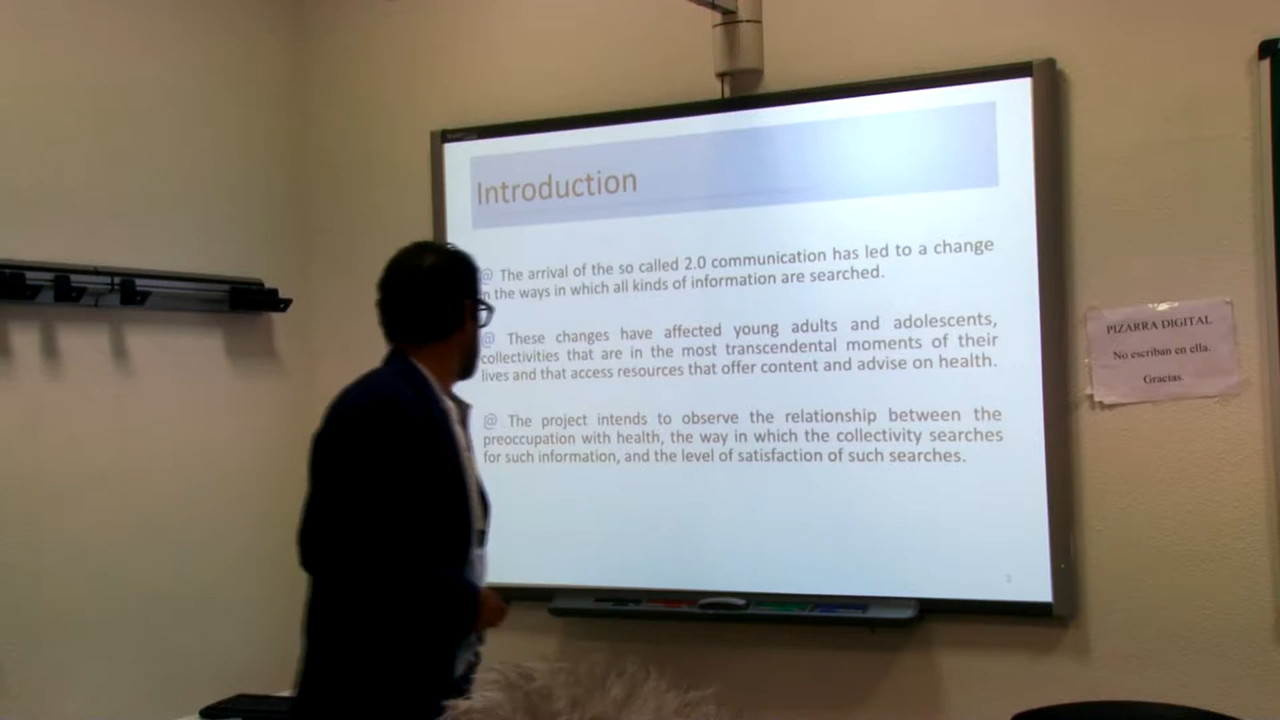 Introduction
@ The arrival of the so called 2.0 communication has led to a change
the ways in which all kinds of information are searched.
@ These changes have affected young adults and adolescents,
collectivities that are in the most transcendental moments of their
lives and that access resources that offer content and advise on health.
@ The project intends to observe the relationship between the
preoccupation with health, the way in which the collectivity searches
for such information, and the level of satisfaction of such searches.
3
PIZARRA DIGITAL
No escriban en ella.
Gracias.